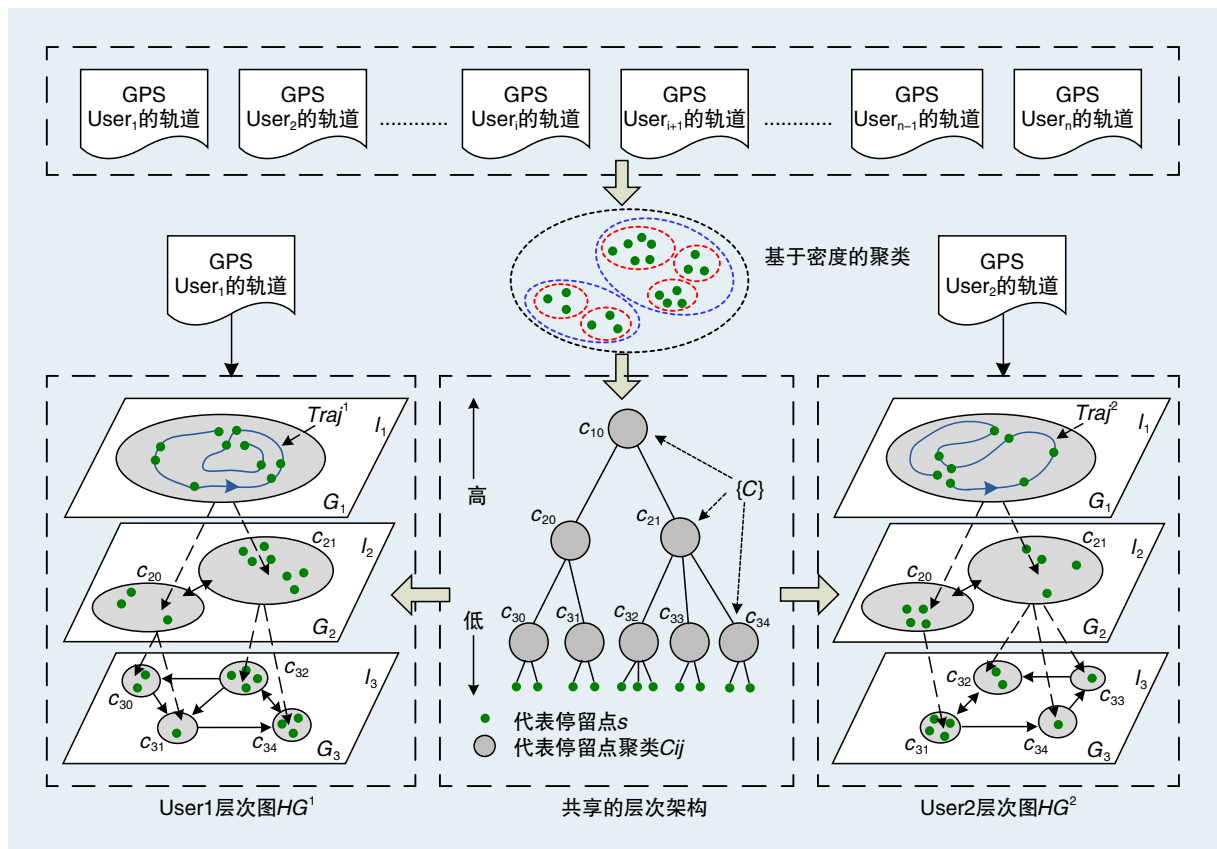 GPS
User1的轨道
GPS
User2的轨道
............
GPS
Useri的轨道
GPS
Useri+1的轨道
............
GPS
Usern−1的轨道
GPS
Usern的轨道
基于密度的聚类
GPS
User1的轨道
GPS
User2的轨道
Traj1
l1
G1
c21
l2
c20
G2
c32
l3
c30
c31
c34
G3
User1层次图HG1
高
低
c10
{C}
c20
c21
c30
c31
c32
c33
c34
代表停留点s
代表停留点聚类Cij
共享的层次架构
Traj2
l1
G1
c21
l2
c20
G2
c32
l3
c33
c31
c34
G3
User2层次图HG2